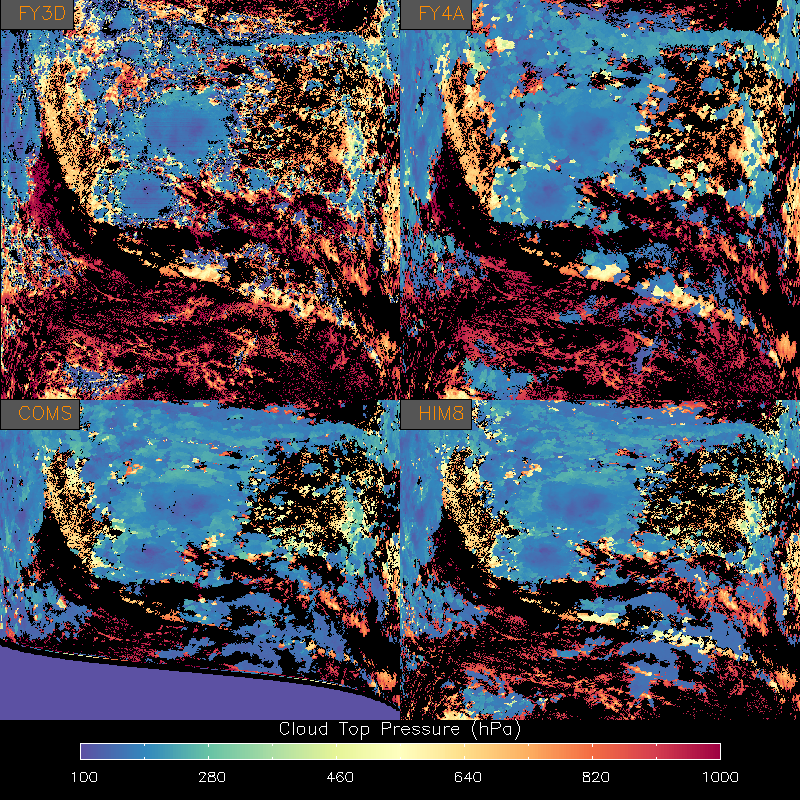 FY3D
FY4A
COMS
HIM8
Cloud Top Pressure (hPa)
100 280 460 640 820 1000